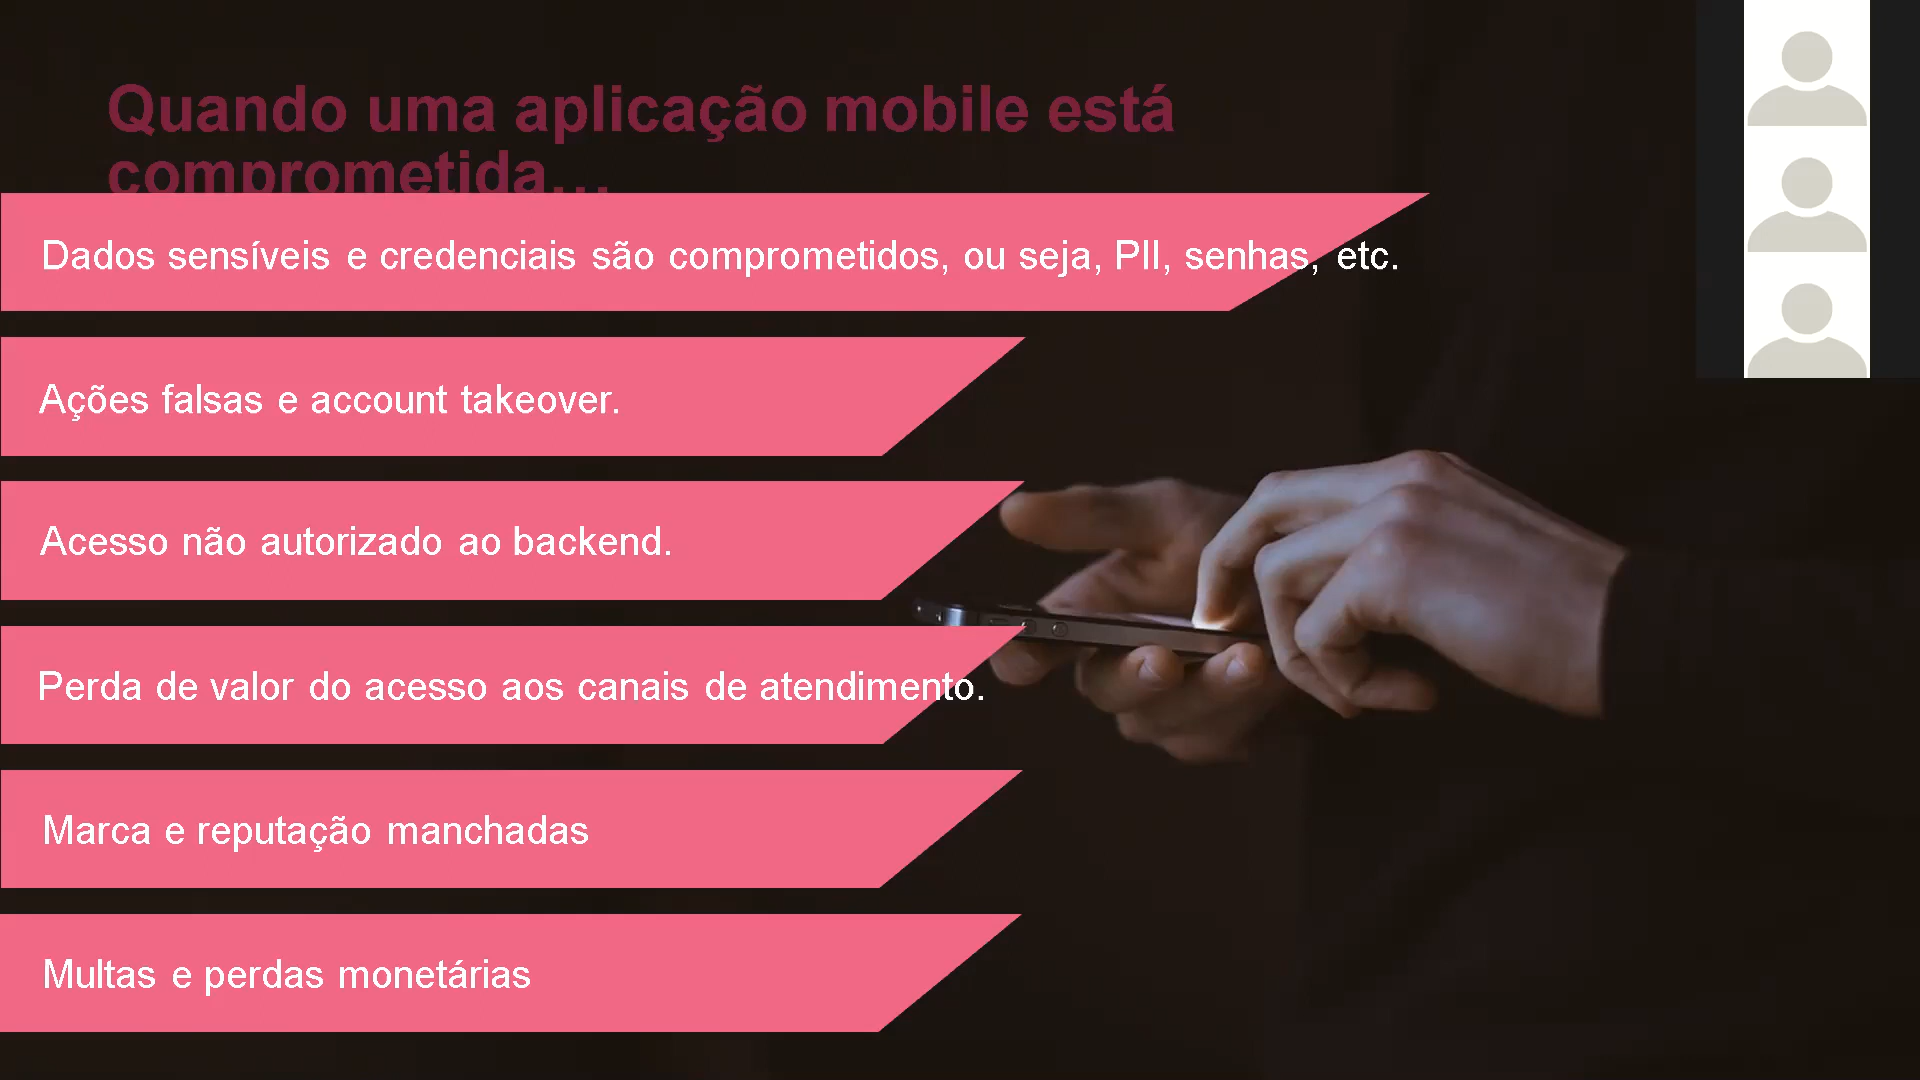 Quando uma aplicação mobile está
comprometida...
Dados sensíveis e credenciais são comprometidos, ou seja, PII, senhas, etc.
Ações falsas e account takeover.
Acesso não autorizado ao backend.
Perda de valor do acesso aos canais de atendimento.
Marca e reputação manchadas
Multas e perdas monetárias